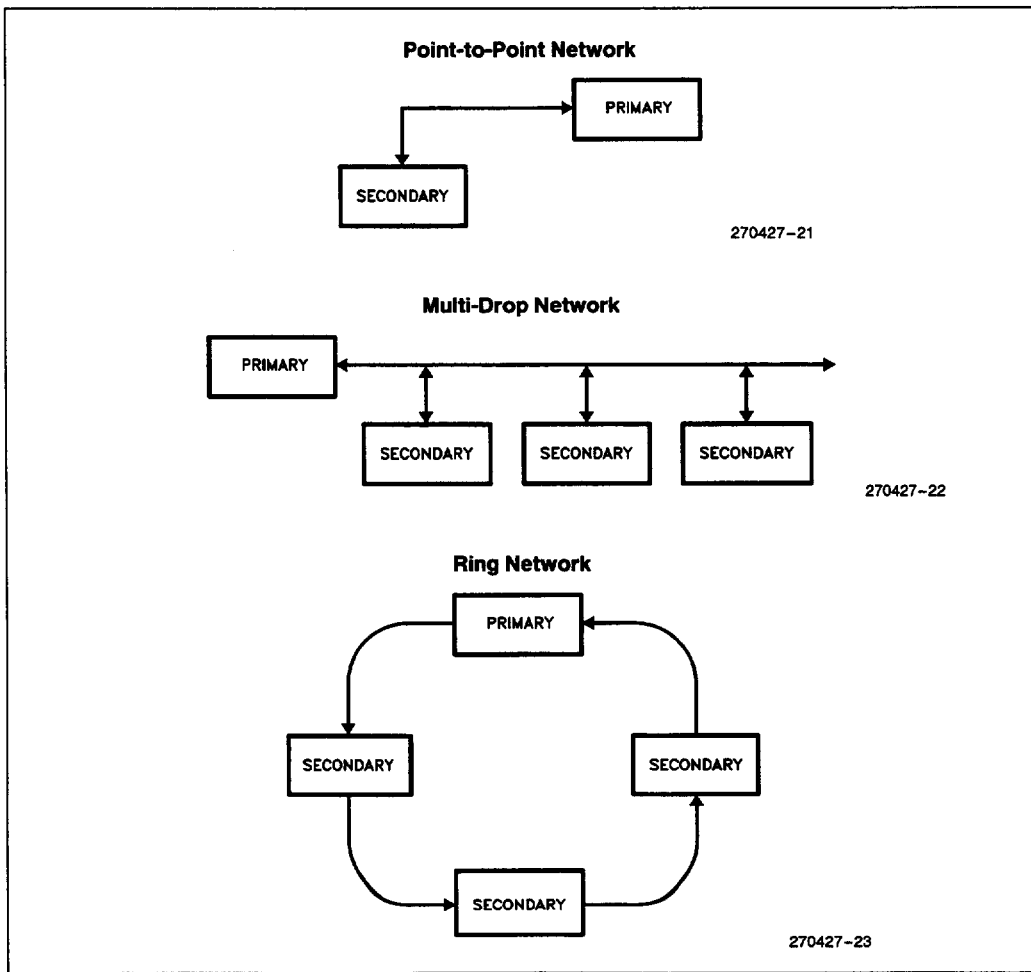 Point-to-Point Network
PRIMARY
SECONDARY
270427-21
Multi-Drop Network
PRIMARY
SECONDARY
SECONDARY
SECONDARY
270427-22
Ring Network
PRIMARY
SECONDARY
SECONDARY
SECONDARY
270427-23